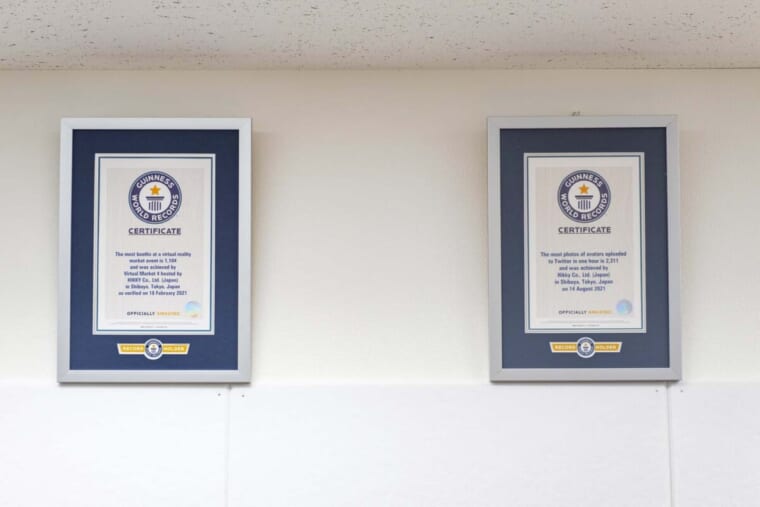 GUINNESS WORLD RECORDS
CERTIFICATE
The most booths at a virtual reality
market event is 1,104
and was achieved by
Virtual Market 4 hosted by
HIKKY Co., Ltd. (Japan)
in Shibuya, Tokyo, Japan
as verified on 18 February 2021
OFFICIALLY AMAZING
RECORD HOLDER
GUINNESS WORLD RECORDS
CERTIFICATE
The most photos of avatars uploaded
to Twitter in one hour is 2,311
and was achieved by
Hikky Co., Ltd. (Japan)
in Shibuya, Tokyo, Japan
on 14 August 2021
OFFICIALLY AMAZING
RECORD HOLDER